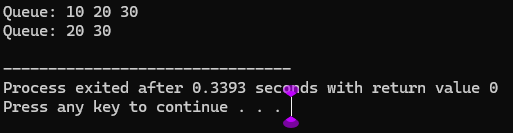 Queue: 10 20 30
Queue: 20 30
--------------------------------
Process exited after 0.3393 seconds with return value 0
Press any key to continue . . .